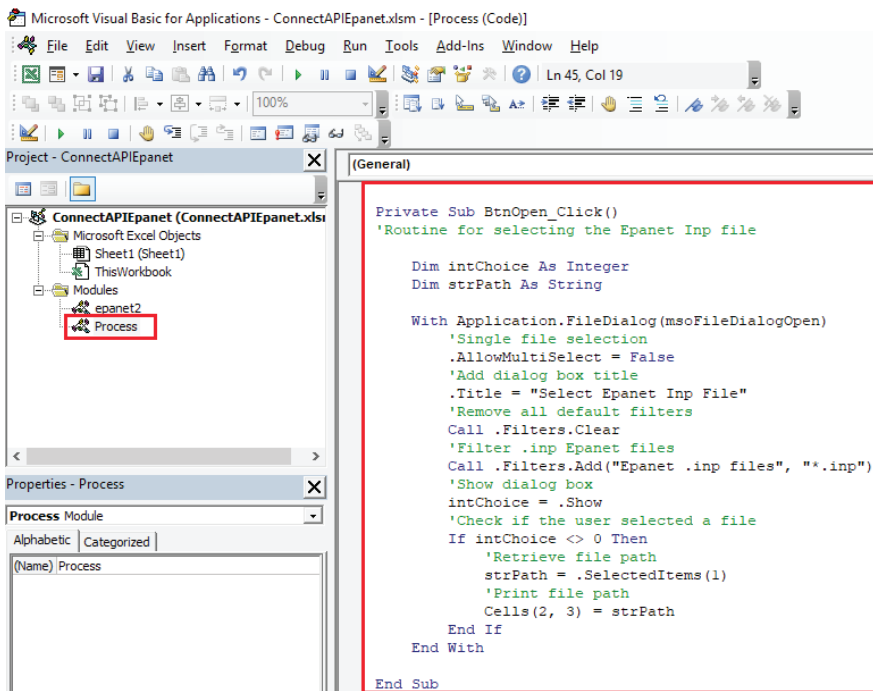 Microsoft Visual Basic for Applications - ConnectAPIEpanet.xlsm - [Process (Code)]
File Edit View Insert Format Debug Run Tools Add-Ins Window Help
Ln 45, Col 19
100%
Project - ConnectAPIEpanet
ConnectAPIEpanet (ConnectAPIEpanet.xlsr
Microsoft Excel Objects
Sheet1 (Sheet1)
ThisWorkbook
Modules
epanet2
Process
Properties - Process
Process Module
Alphabetic Categorized
(Name) Process
(General)
Private Sub BtnOpen_Click()
'Routine for selecting the Epanet Inp file
Dim intChoice As Integer
Dim strPath As String
With Application.FileDialog(msoFileDialogOpen)
'Single file selection
.AllowMultiSelect = False
'Add dialog box title
.Title = "Select Epanet Inp File"
'Remove all default filters
Call .Filters.Clear
'Filter .inp Epanet files
Call .Filters.Add("Epanet .inp files", "*.inp")
'Show dialog box
intChoice = .Show
'Check if the user selected a file
If intChoice <> 0 Then
'Retrieve file path
strPath = .SelectedItems(1)
'Print file path
Cells(2, 3) = strPath
End If
End With
End Sub